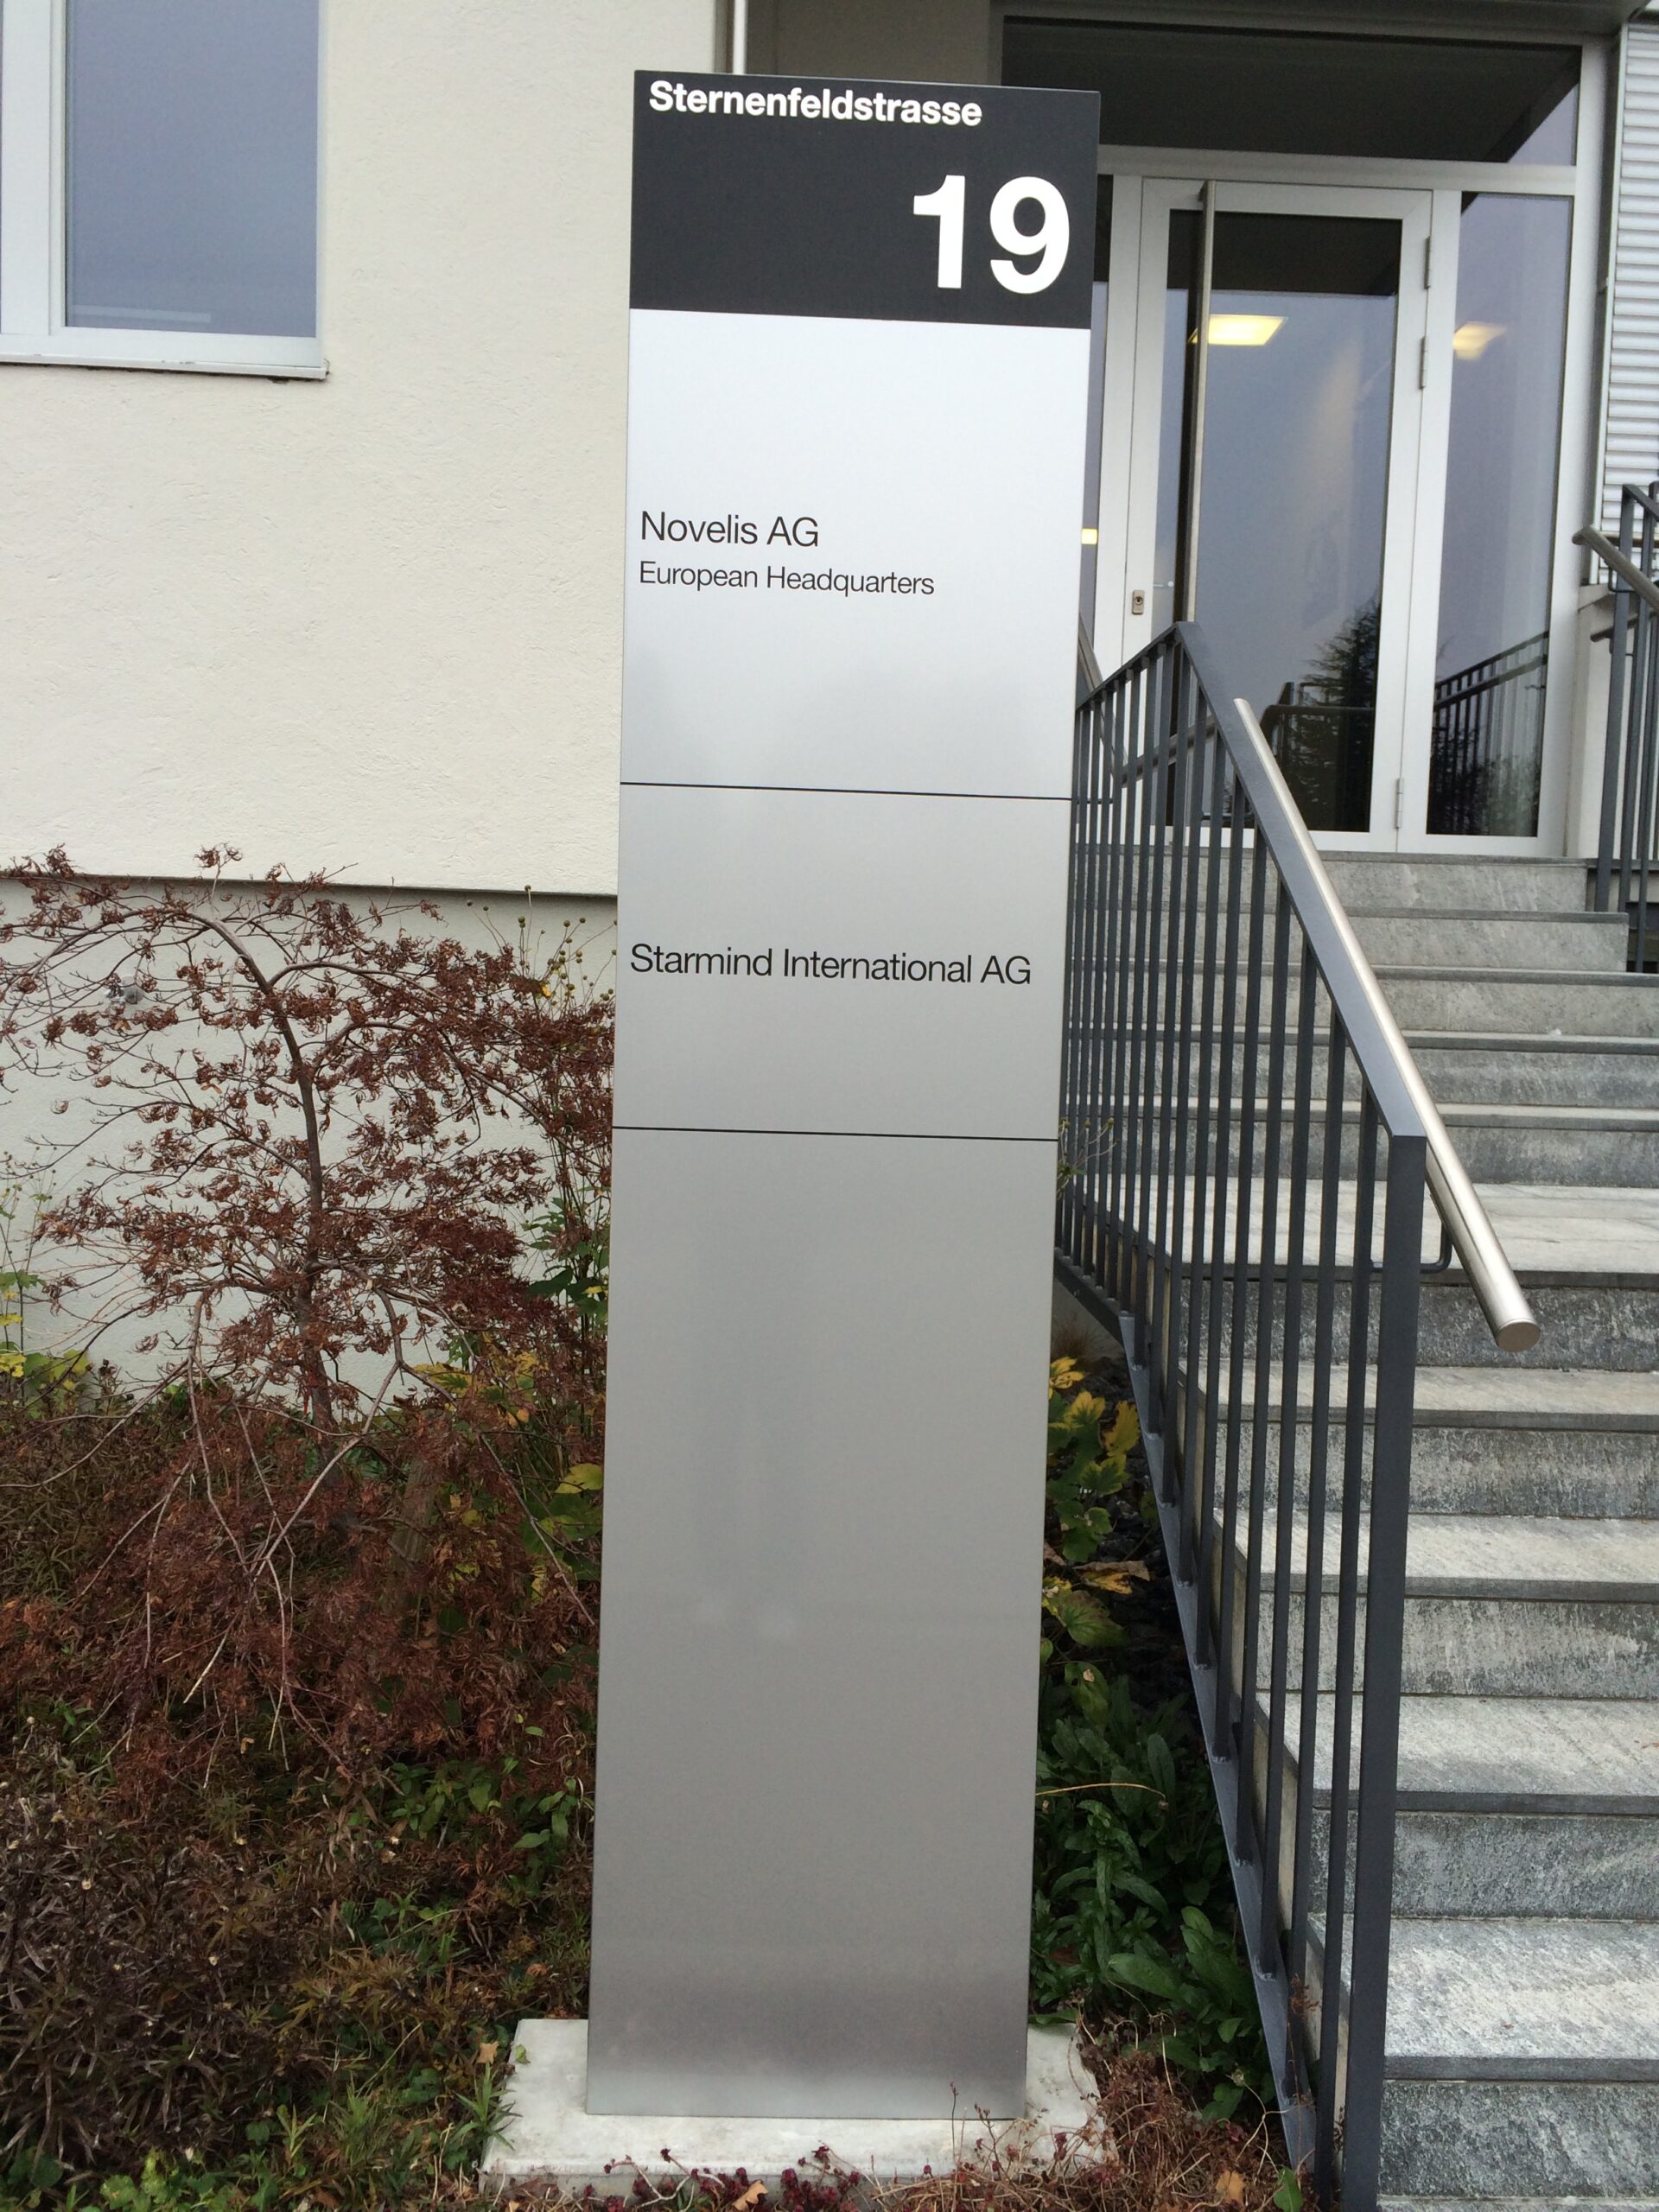 Sternenfeldstrasse
19
Novelis AG
European Headquarters
Starmind International AG